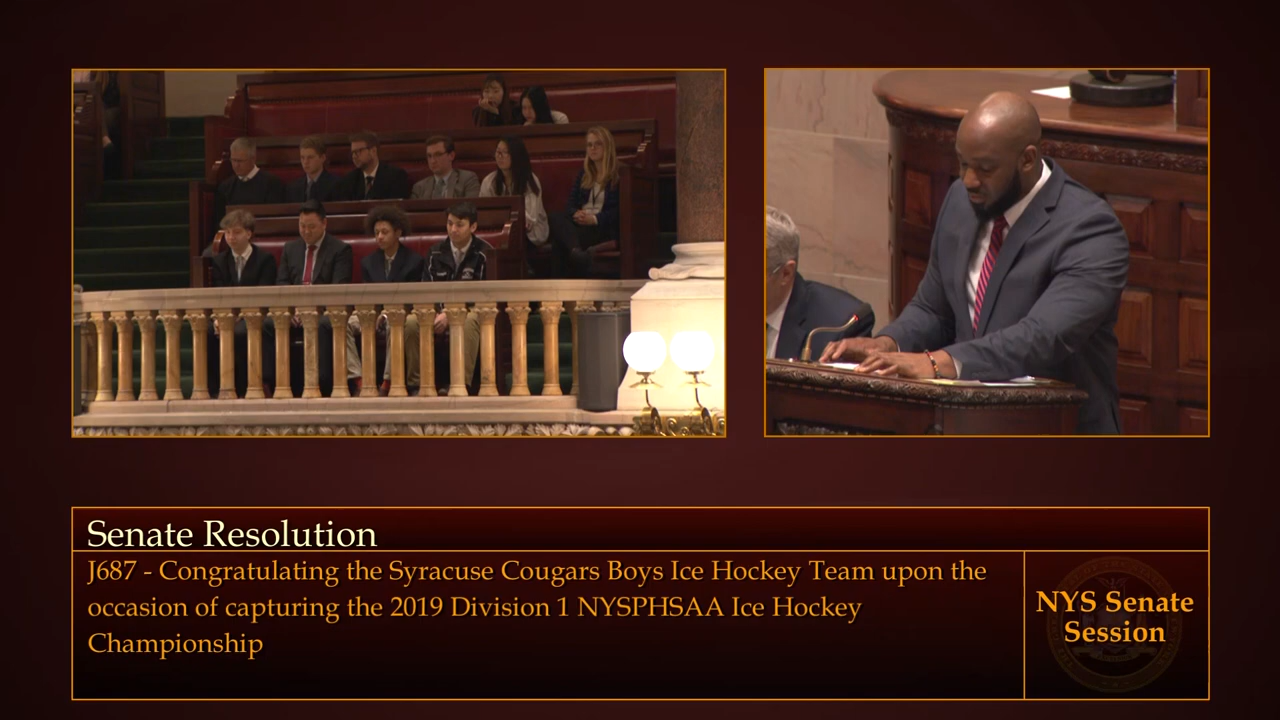 Senate Resolution
J687 - Congratulating the Syracuse Cougars Boys Ice Hockey Team upon the
occasion of capturing the 2019 Division 1 NYSPHSAA Ice Hockey
Championship
NYS Senate
Session